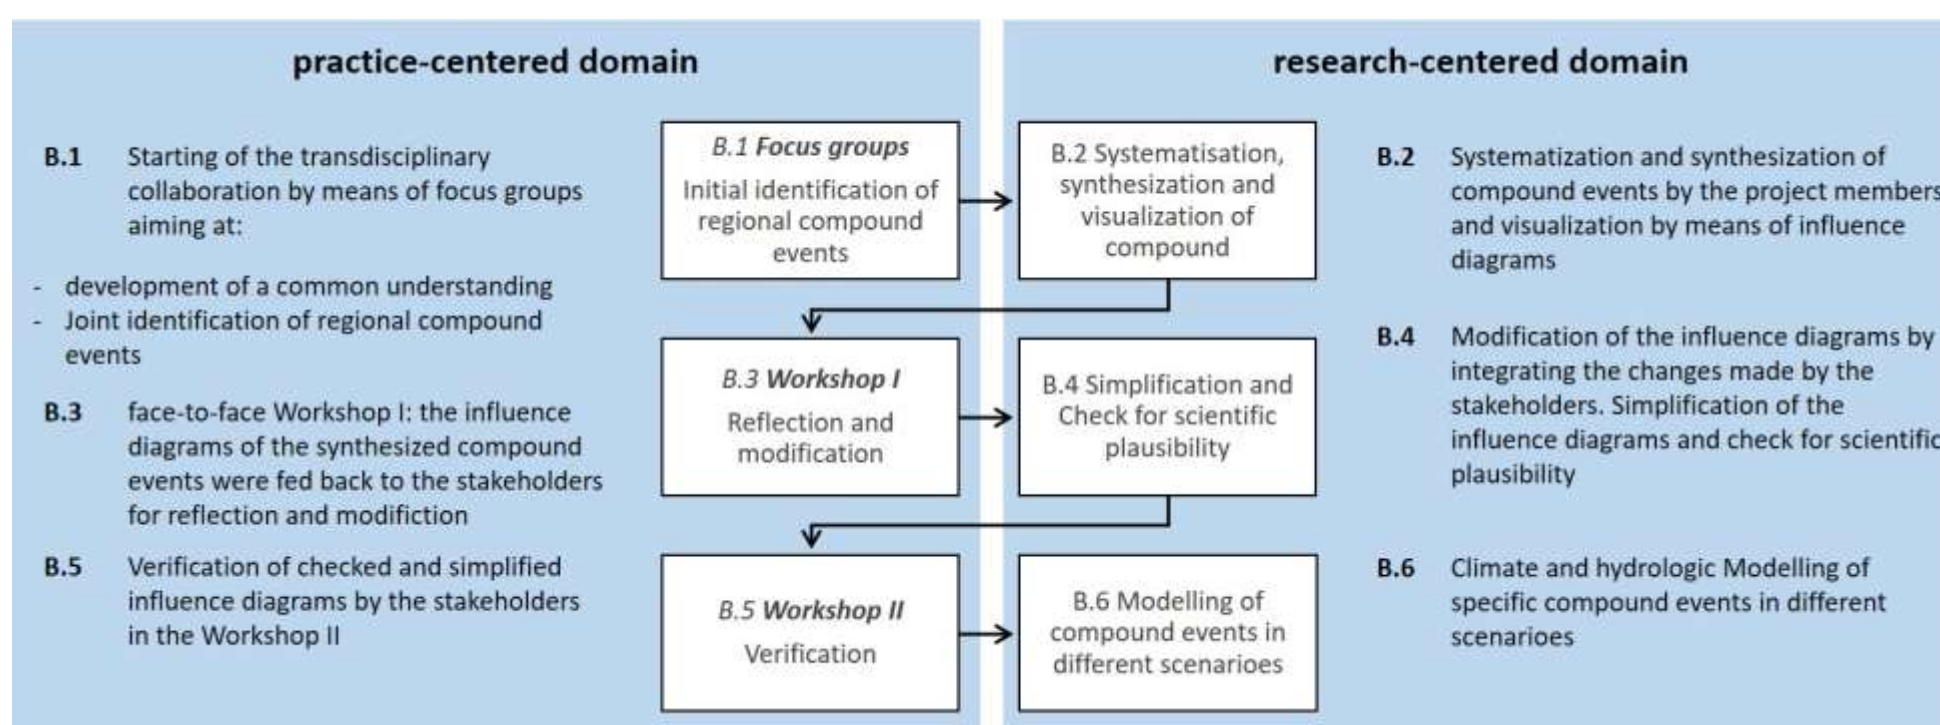 practice-centered domain
B.1 Starting of the transdisciplinary
collaboration by means of focus groups
aiming at:
- development of a common understanding
- Joint identification of regional compound
events
B.3 face-to-face Workshop I: the influence
diagrams of the synthesized compound
events were fed back to the stakeholders
for reflection and modifiction
B.5 Verification of checked and simplified
influence diagrams by the stakeholders
in the Workshop II
B.1 Focus groups
Initial identification of
regional compound
events
B.3 Workshop I
Reflection and
modification
B.5 Workshop II
Verification
research-centered domain
B.2 Systematisation,
synthesization and
visualization of
compound
B.4 Simplification and
Check for scientific
plausibility
B.6 Modelling of
compound events in
different scenarioes
B.2 Systematization and synthesization of
compound events by the project members
and visualization by means of influence
diagrams
B.4 Modification of the influence diagrams by
integrating the changes made by the
stakeholders. Simplification of the
influence diagrams and check for scientific
plausibility
B.6 Climate and hydrologic Modelling of
specific compound events in different
scenarioes